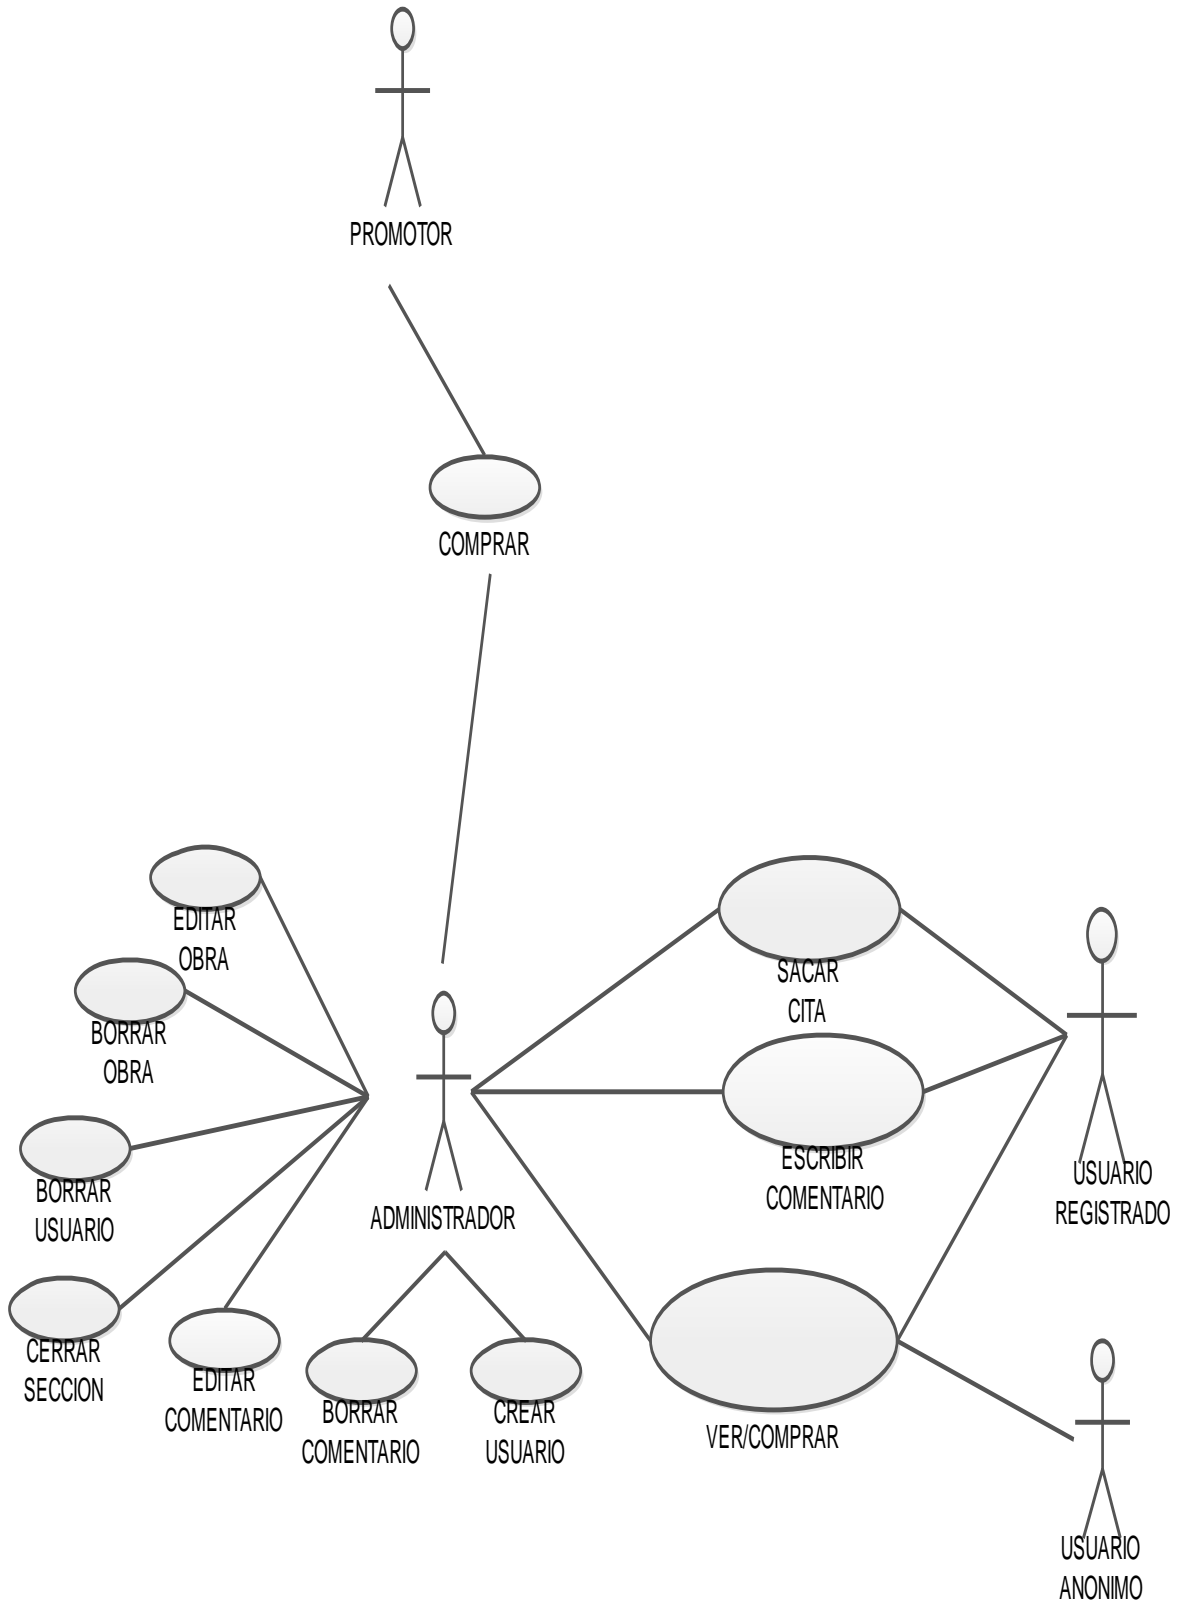 PROMOTOR
COMPRAR
EDITAR
OBRA
BORRAR
OBRA
BORRAR
USUARIO
CERRAR
SECCION
EDITAR
COMENTARIO
BORRAR
COMENTARIO
CREAR
USUARIO
ADMINISTRADOR
SACAR
CITA
ESCRIBIR
COMENTARIO
VER/COMPRAR
USUARIO
REGISTRADO
USUARIO
ANONIMO